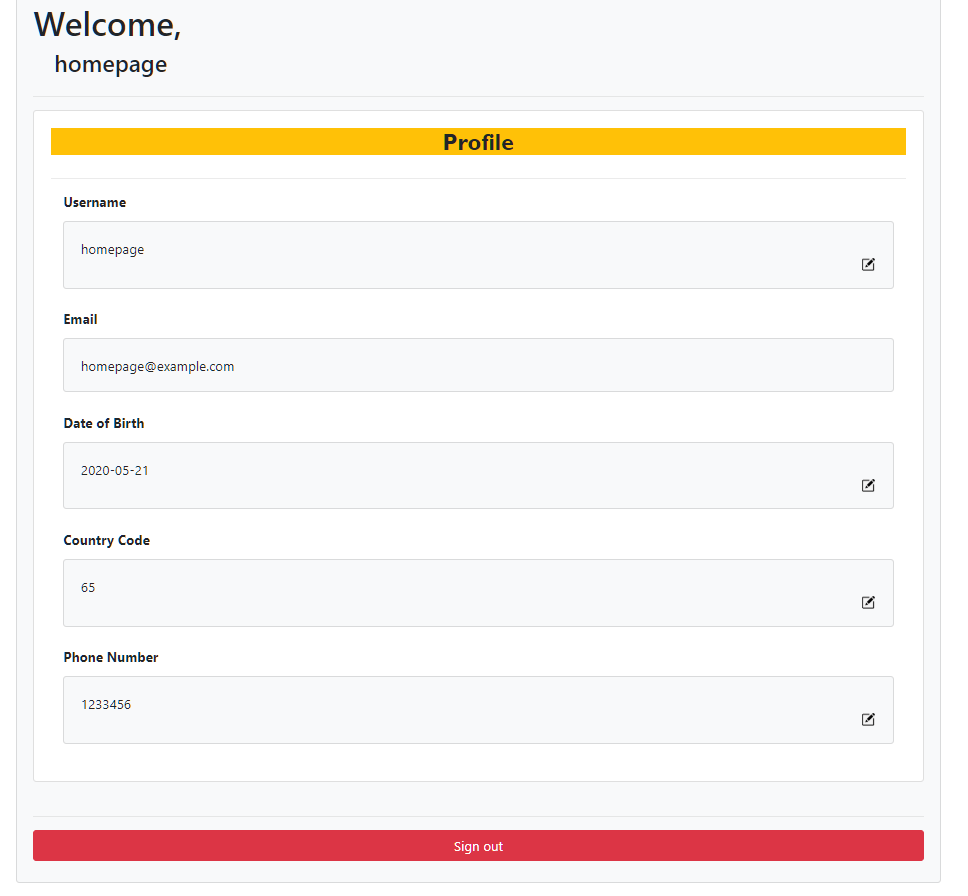 Welcome,
homepage
Profile
Username
homepage
Email
homepage@example.com
Date of Birth
2020-05-21
Country Code
65
Phone Number
1233456
Sign out